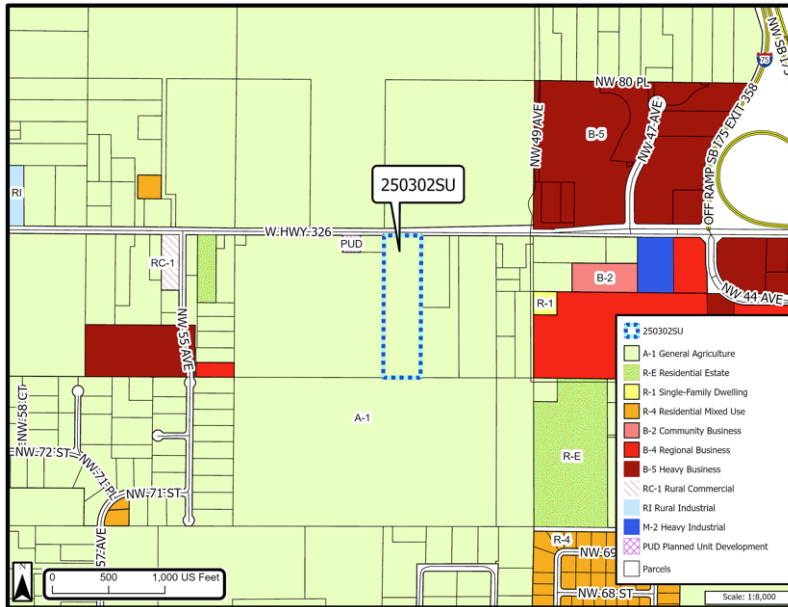 NW 80 PL
NW SB I75
75
NW 49 AVE
NW 47 AVE
B-5
OFF RAMP SB I75 EXIT 358
RI
250302SU
W HWY 326
PUD
RC-1
B-2
NW 44 AVE
R-1
NW 55 AVE
A-1
R-E
NW 58 CT
NW 72 ST
NW 71 PL
NW 71 ST
57 AVE
R-4
NW 69
NW 68 ST
250302SU
A-1 General Agriculture
R-E Residential Estate
R-1 Single-Family Dwelling
R-4 Residential Mixed Use
B-2 Community Business
B-4 Regional Business
B-5 Heavy Business
RC-1 Rural Commercial
RI Rural Industrial
M-2 Heavy Industrial
PUD Planned Unit Development
Parcels
0 500 1,000 US Feet
Scale: 1:8,000